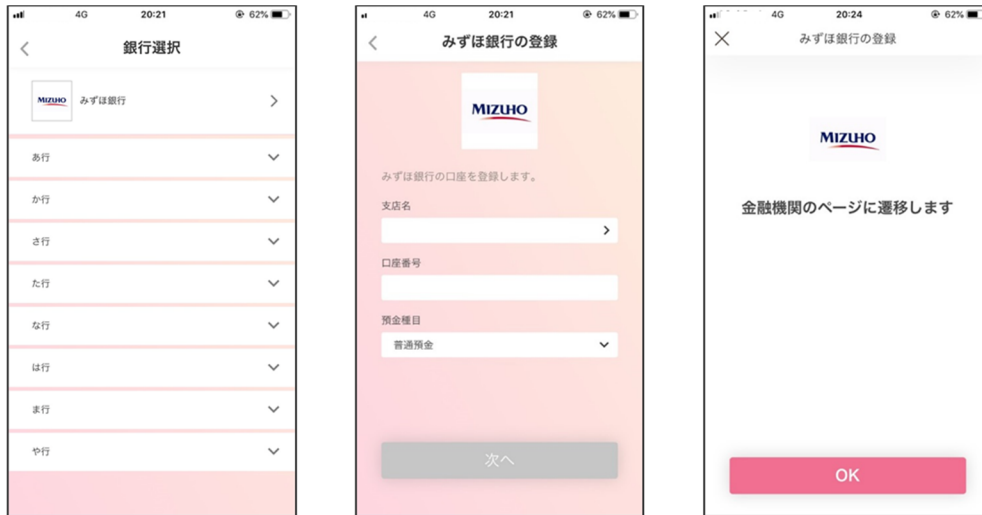 4G 20:21 62%
銀行選択
MIZUHO みずほ銀行
あ行
か行
さ行
た行
な行
は行
ま行
や行
4G 20:21 62%
みずほ銀行の登録
MIZUHO
みずほ銀行の口座を登録します。
支店名
口座番号
預金種目
普通預金
次へ
4G 20:24 62%
みずほ銀行の登録
MIZUHO
金融機関のページに遷移します
OK